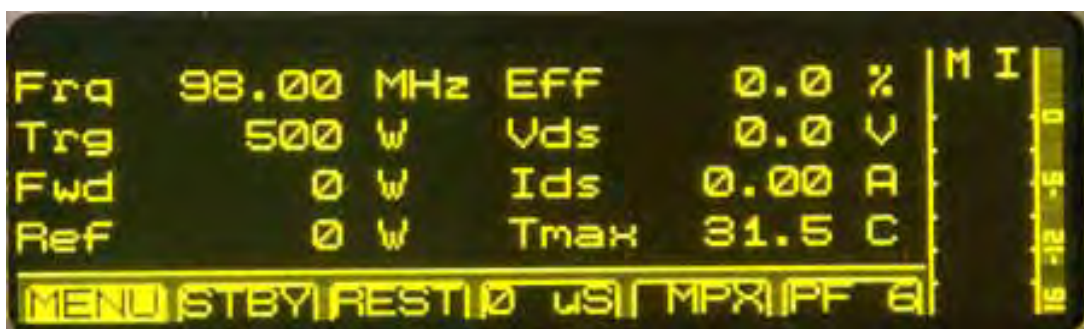 Frq 98.00 MHz Eff 0.0 %
Trg 500 W Vds 0.0 V
Fwd 0 W Ids 0.00 A
Ref 0 W Tmax 31.5 C
M I
MENU STBY REST 0 uS MPX PF 6